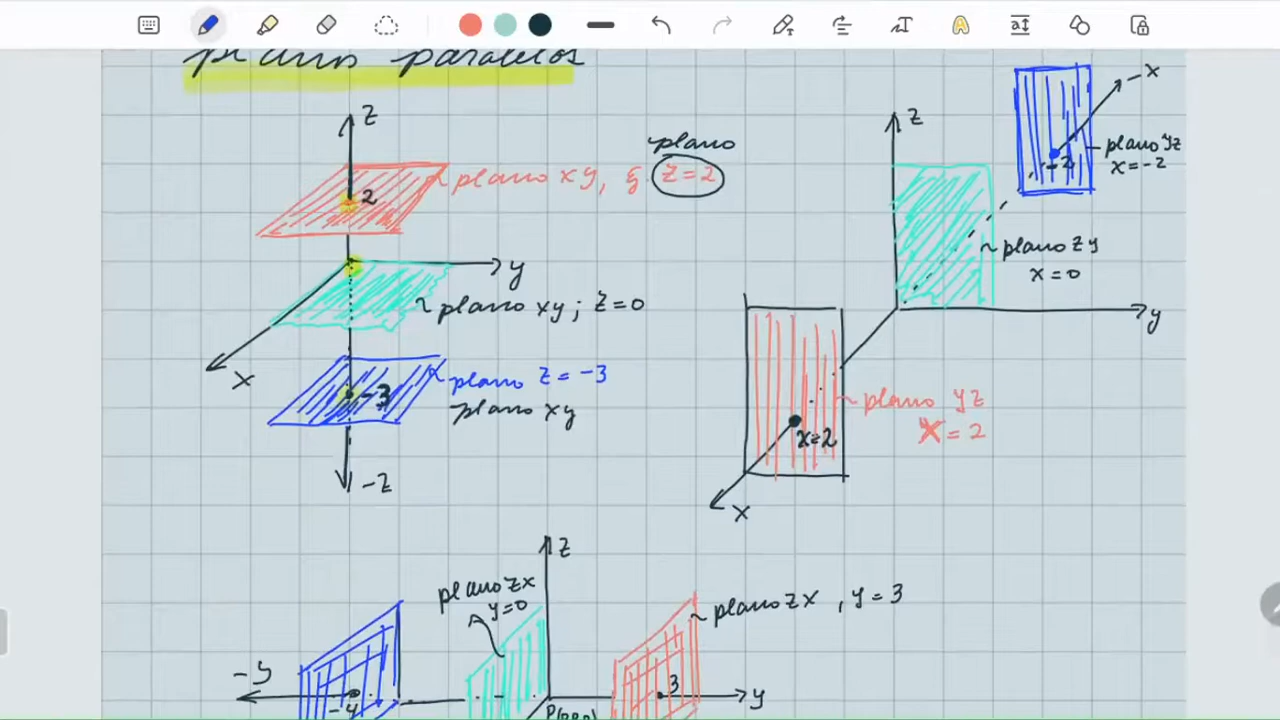 planos paralelos
z
plano
plano xy, z=2
2
y
plano xy; z=0
x
plano z=-3
-3
plano xy
-z
-x
z
plano yz
x=-2
-2
plano zy
x=0
y
plano yz
x=2
x=2
x
z
plano zx
y=0
plano zx, y=3
-y
-4
3
y